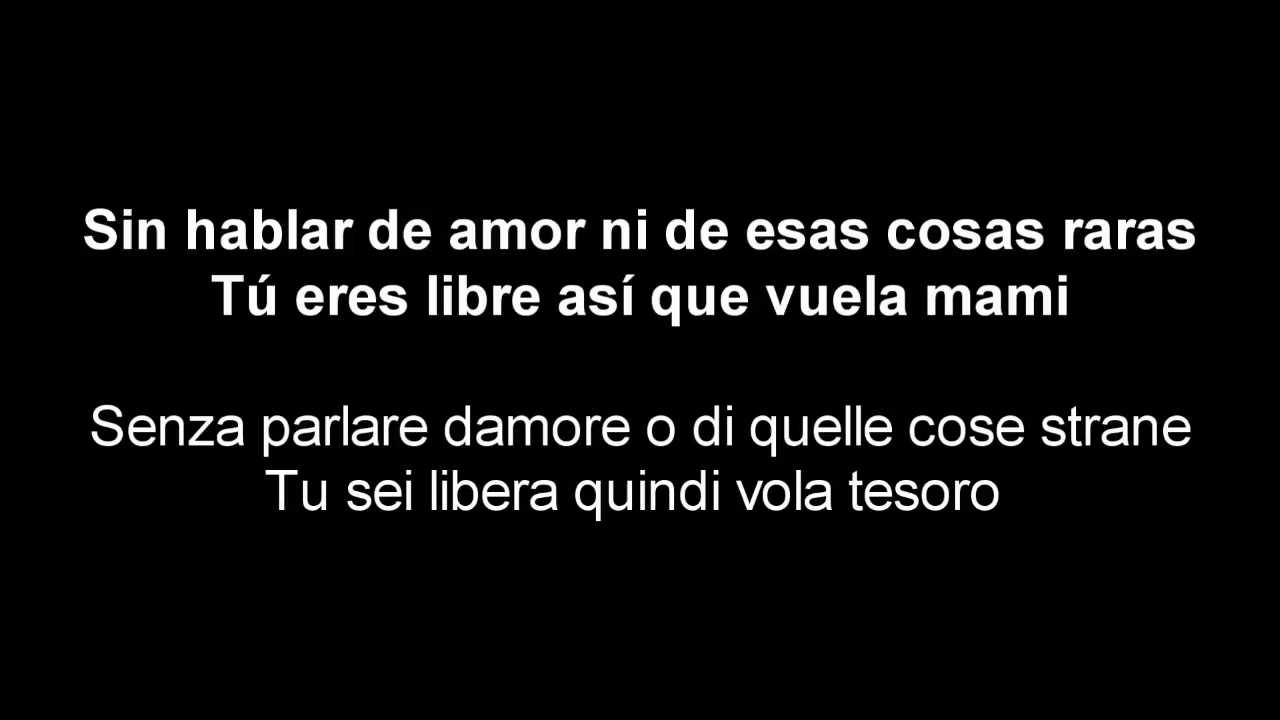 Sin hablar de amor ni de esas cosas raras
Tú eres libre así que vuela mami
Senza parlare damore o di quelle cose strane
Tu sei libera quindi vola tesoro